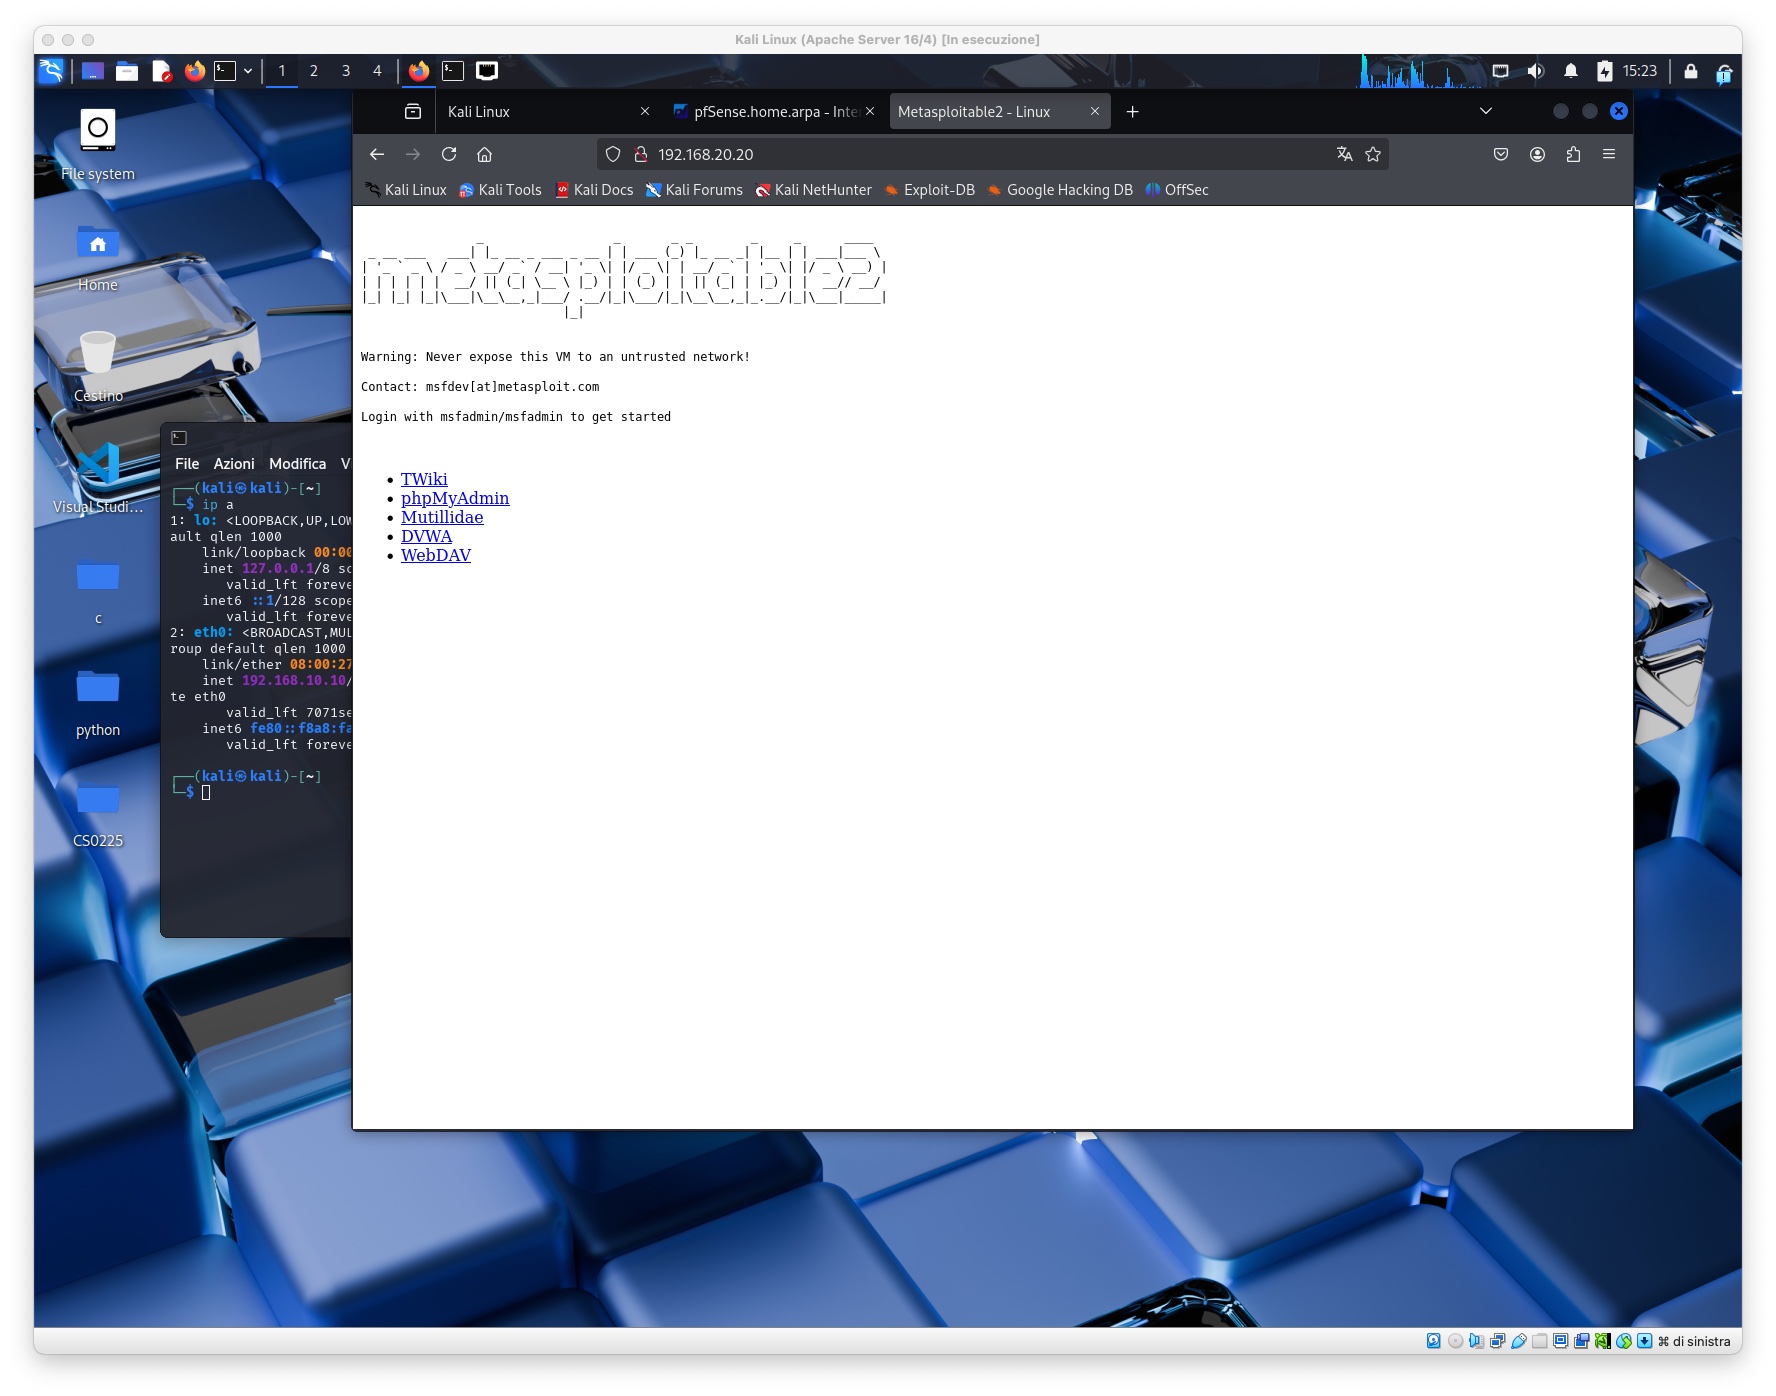 Kali Linux (Apache Server 16/4) [In esecuzione]
1 2 3 4
15:23
Kali Linux
pfSense.home.arpa - Inte
Metasploitable2 - Linux
192.168.20.20
Kali Linux Kali Tools Kali Docs Kali Forums Kali NetHunter Exploit-DB Google Hacking DB OffSec
File system
Home
Cestino
Visual Studi...
c
python
CS0225
File Azioni Modifica V
┌──(kali㉿kali)-[~]
└─$ ip a
1: lo: <LOOPBACK,UP,LOW
ault qlen 1000
link/loopback 00:00
inet 127.0.0.1/8 sc
valid_lft foreve
inet6 ::1/128 scope
valid_lft foreve
2: eth0: <BROADCAST,MUL
roup default qlen 1000
link/ether 08:00:27
inet 192.168.10.10/
te eth0
valid_lft 7071se
inet6 fe80::f8a8:fa
valid_lft foreve
┌──(kali㉿kali)-[~]
└─$
metasploitable2
Warning: Never expose this VM to an untrusted network!
Contact: msfdev[at]metasploit.com
Login with msfadmin/msfadmin to get started
• TWiki
• phpMyAdmin
• Mutillidae
• DVWA
• WebDAV
⌘ di sinistra